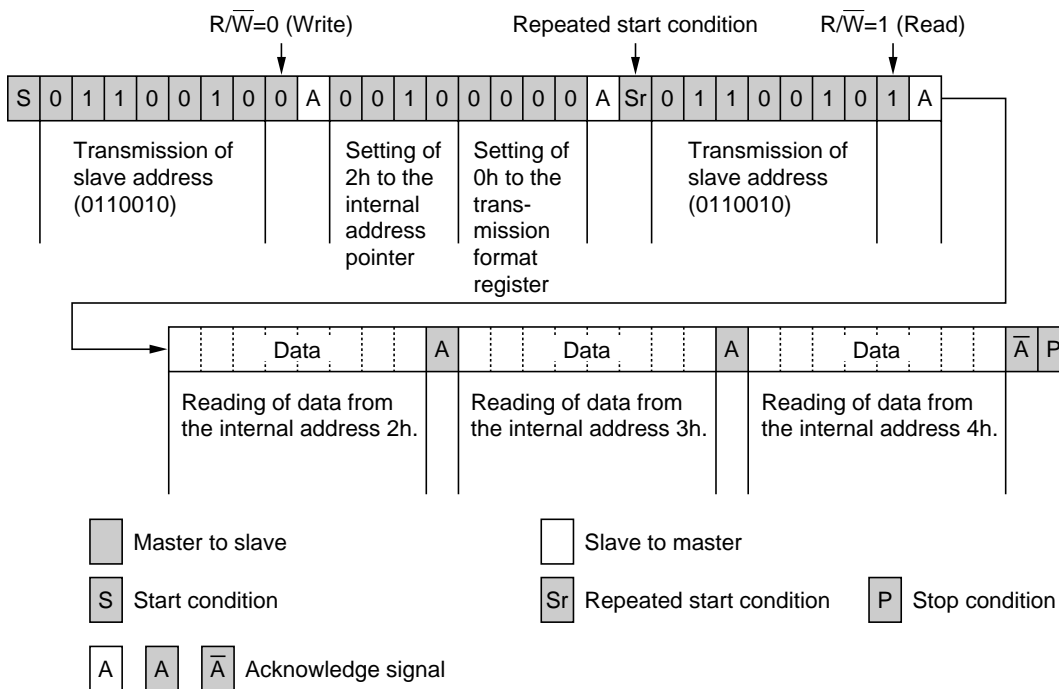 R/W̅=0 (Write) Repeated start condition R/W̅=1 (Read)
S 0 1 1 0 0 1 0 0 A 0 0 1 0 0 0 0 0 A Sr 0 1 1 0 0 1 0 1 A
Transmission of
slave address
(0110010)
Setting of
2h to the
internal
address
pointer
Setting of
0h to the
trans-
mission
format
register
Transmission of
slave address
(0110010)
Data A Data A Data A̅ P
Reading of data from
the internal address 2h.
Reading of data from
the internal address 3h.
Reading of data from
the internal address 4h.
Master to slave Slave to master
S Start condition Sr Repeated start condition P Stop condition
A A A̅ Acknowledge signal